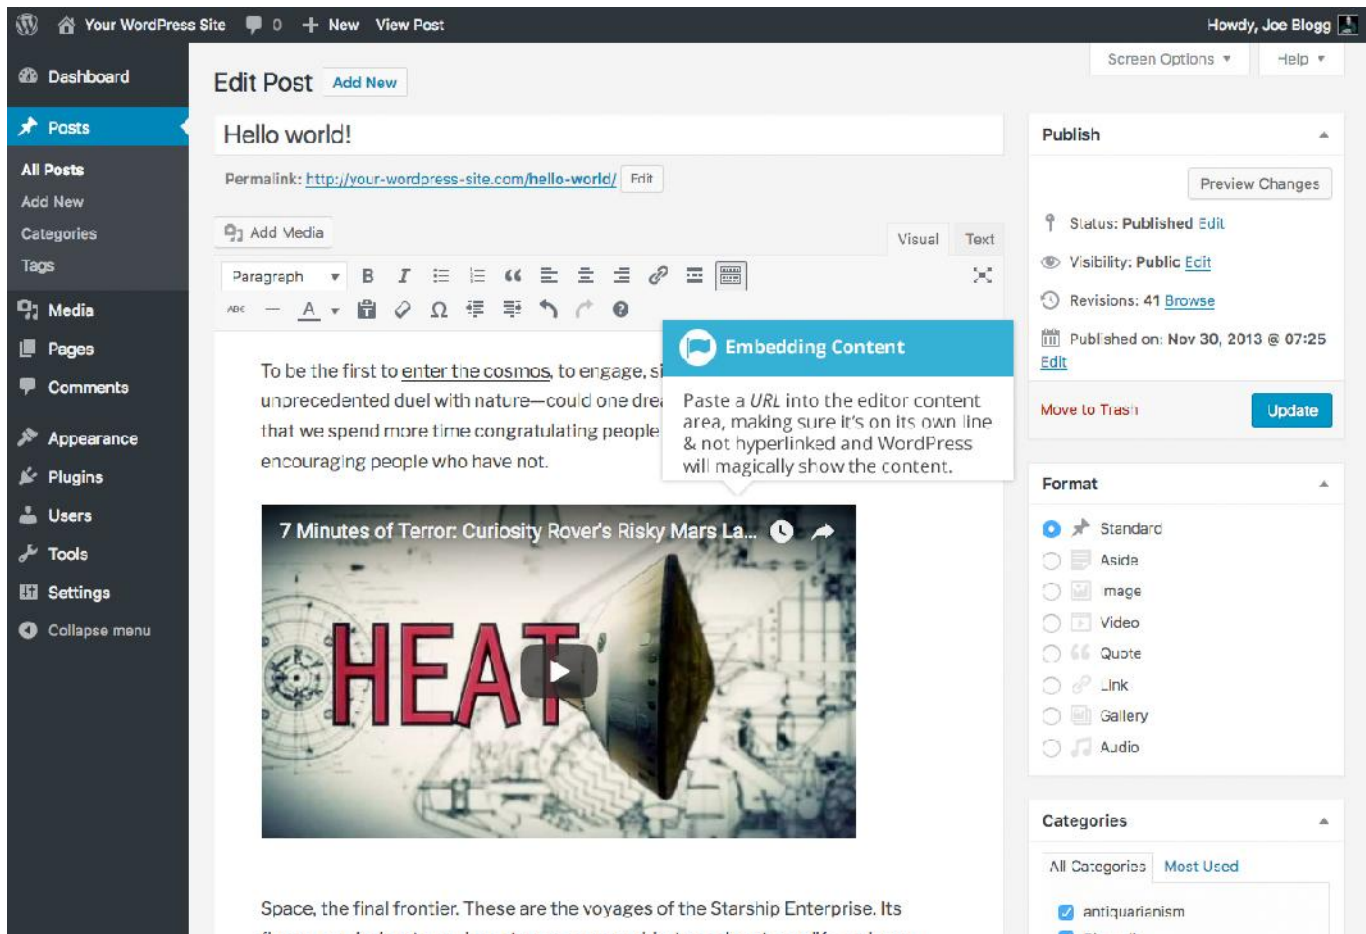 Your WordPress Site 0 New View Post Howdy, Joe Blogg
Screen Options Help
Dashboard
Posts
All Posts
Add New
Categories
Tags
Media
Pages
Comments
Appearance
Plugins
Users
Tools
Settings
Collapse menu
Edit Post Add New
Hello world!
Permalink: http://your-wordpress-site.com/hello-world/ Edit
Add Media
Visual Text
Paragraph B I
ABC A Ω
To be the first to enter the cosmos, to engage, si
unprecedented duel with nature—could one drea
that we spend more time congratulating people
encouraging people who have not.
Embedding Content
Paste a URL into the editor content
area, making sure it's on its own line
& not hyperlinked and WordPress
will magically show the content.
7 Minutes of Terror: Curiosity Rover's Risky Mars La...
HEAT
Space, the final frontier. These are the voyages of the Starship Enterprise. Its
Publish
Preview Changes
Status: Published Edit
Visibility: Public Edit
Revisions: 41 Browse
Published on: Nov 30, 2013 @ 07:25
Edit
Move to Trash Update
Format
Standard
Aside
Image
Video
Quote
Link
Gallery
Audio
Categories
All Categories Most Used
antiquarianism